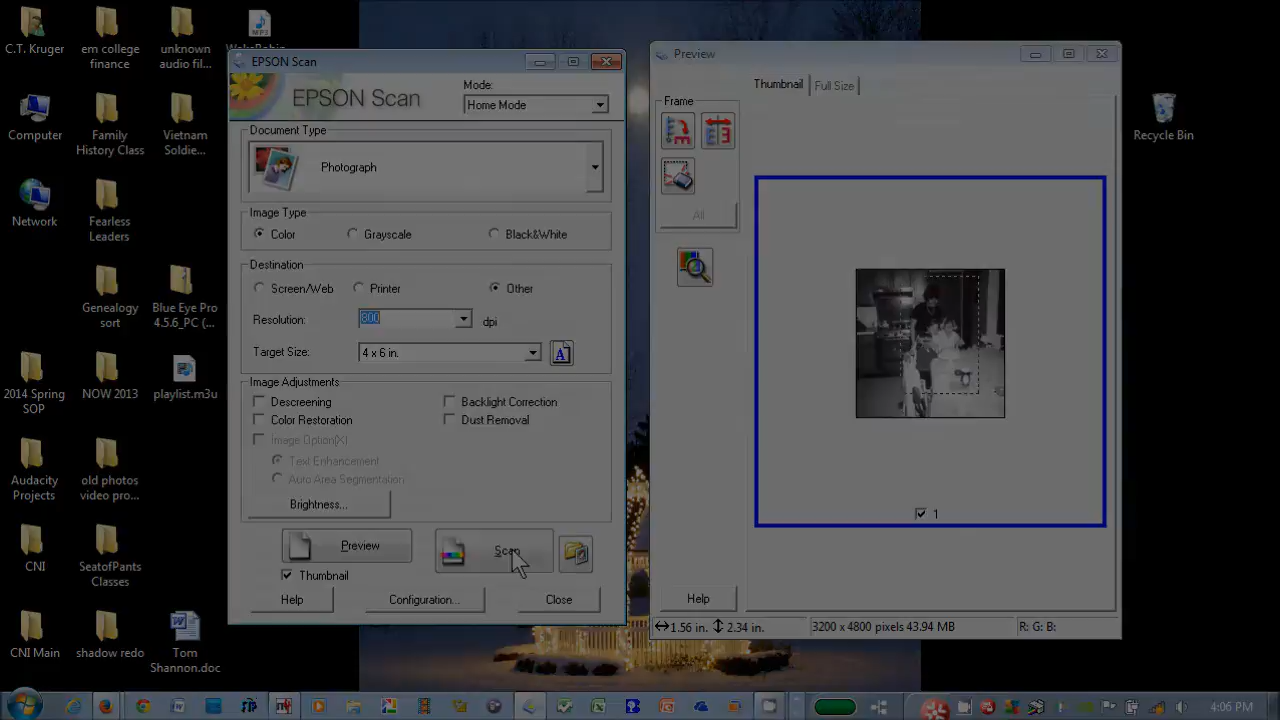 C.T. Kruger
em college
finance
unknown
audio fil...
Computer
Family
History Class
Vietnam
Soldie...
Network
Fearless
Leaders
Genealogy
sort
Blue Eye Pro
4.5.6_PC (...
2014 Spring
SOP
NOW 2013
playlist.m3u
Audacity
Projects
old photos
video pro...
CNI
SeatofPants
Classes
CNI Main
shadow redo
Tom
Shannon.doc
MP3
EPSON Scan
EPSON Scan
Mode:
Home Mode
Document Type
Photograph
Image Type
Color
Grayscale
Black&White
Destination
Screen/Web
Printer
Other
Resolution:
800
dpi
Target Size:
4 x 6 in.
A
Image Adjustments
Descreening
Backlight Correction
Color Restoration
Dust Removal
Image Option(X)
Text Enhancement
Auto Area Segmentation
Brightness...
Preview
Scan
Thumbnail
Help
Configuration...
Close
Preview
Thumbnail
Full Size
Frame
All
1
Help
1.56 in. 2.34 in.
3200 x 4800 pixels 43.94 MB
R: G: B:
Recycle Bin
4:06 PM